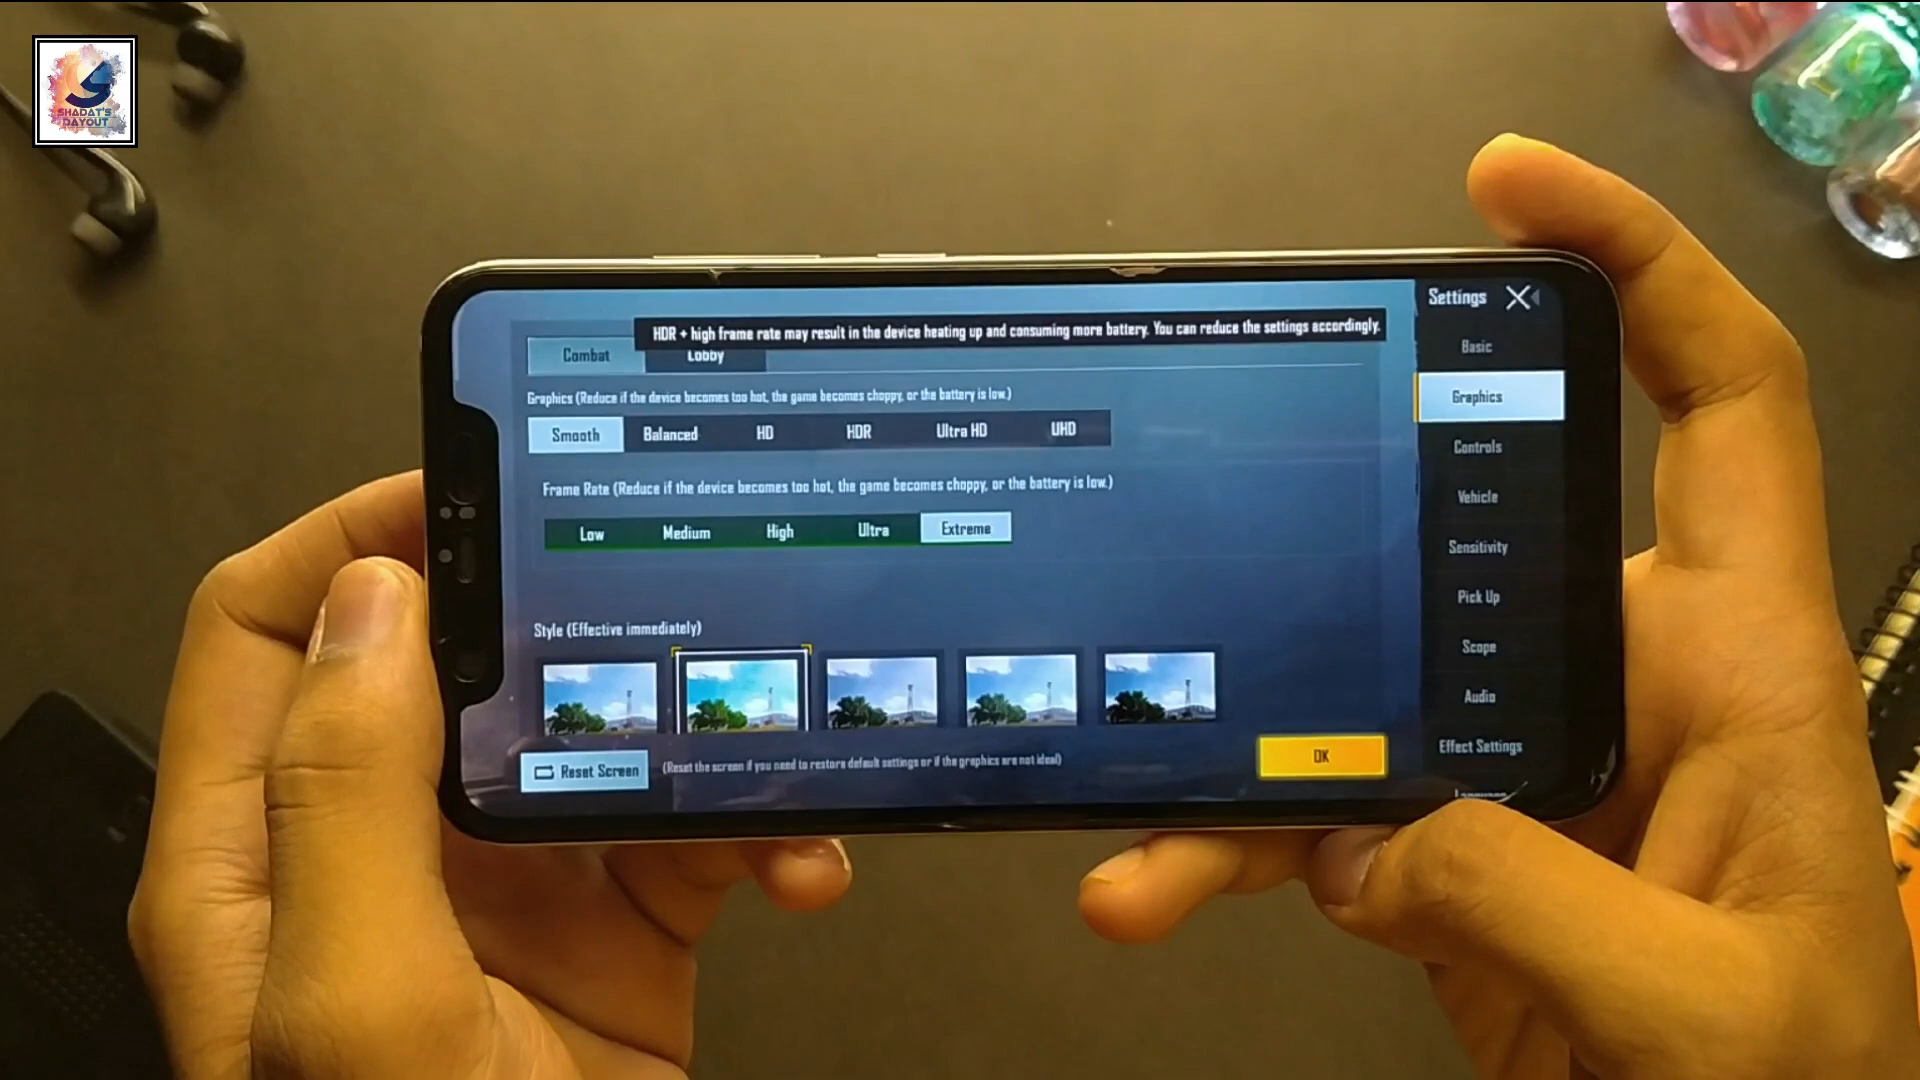 SHADAT'S
DAYOUT
Settings
HDR + high frame rate may result in the device heating up and consuming more battery. You can reduce the settings accordingly.
Combat
Lobby
Basic
Graphics (Reduce if the device becomes too hot, the game becomes choppy, or the battery is low.)
Graphics
Smooth Balanced HD HDR Ultra HD UHD
Controls
Frame Rate (Reduce if the device becomes too hot, the game becomes choppy, or the battery is low.)
Vehicle
Low Medium High Ultra Extreme
Sensitivity
Pick Up
Style (Effective immediately)
Scope
Audio
Effect Settings
Reset Screen
(Reset the screen if you need to restore default settings or if the graphics are not ideal)
OK